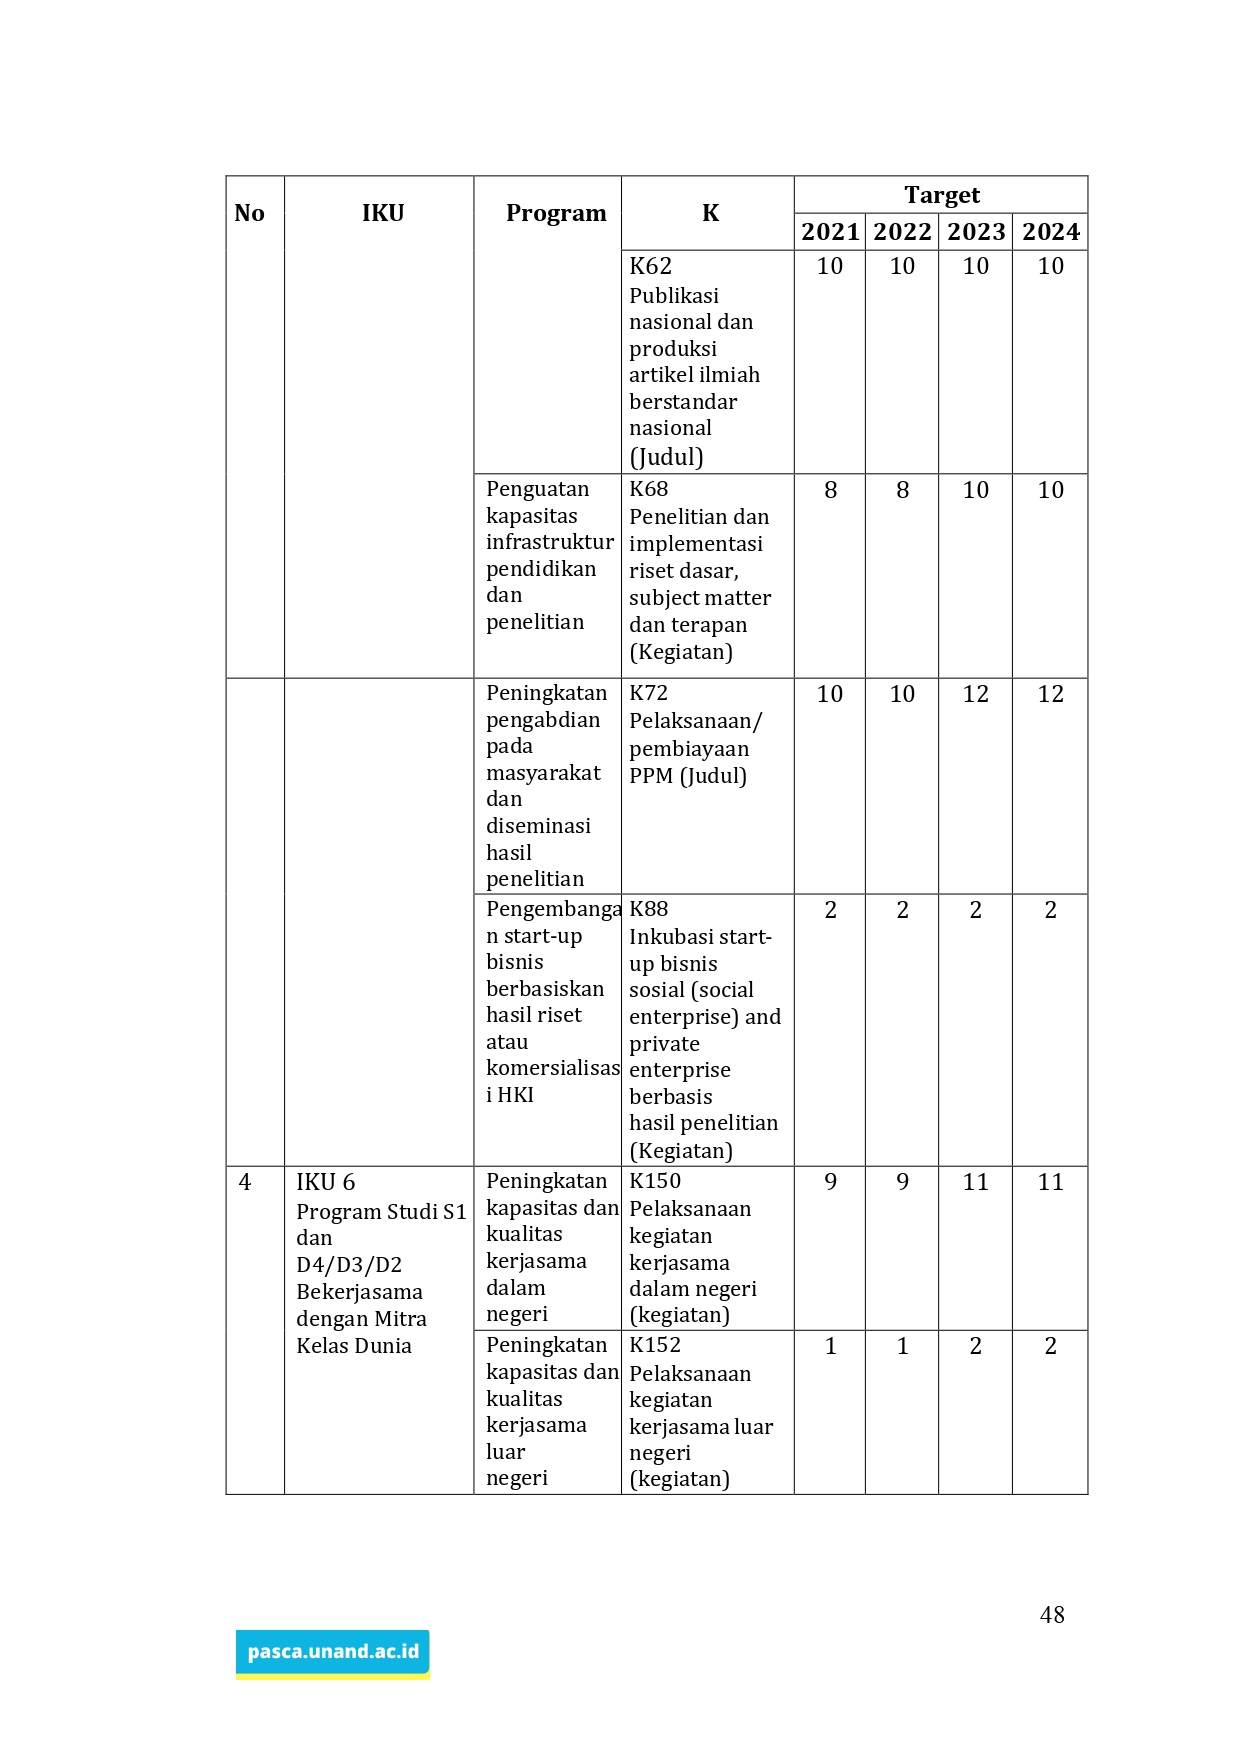 No IKU Program K Target
2021 2022 2023 2024
K62 10 10 10 10
Publikasi
nasional dan
produksi
artikel ilmiah
berstandar
nasional
(Judul)
Penguatan
kapasitas
infrastruktur
pendidikan
dan
penelitian
K68 8 8 10 10
Penelitian dan
implementasi
riset dasar,
subject matter
dan terapan
(Kegiatan)
Peningkatan
pengabdian
pada
masyarakat
dan
diseminasi
hasil
penelitian
K72 10 10 12 12
Pelaksanaan/
pembiayaan
PPM (Judul)
Pengembanga
n start-up
bisnis
berbasiskan
hasil riset
atau
komersialisas
i HKI
K88 2 2 2 2
Inkubasi start-
up bisnis
sosial (social
enterprise) and
private
enterprise
berbasis
hasil penelitian
(Kegiatan)
4
IKU 6
Program Studi S1
dan
D4/D3/D2
Bekerjasama
dengan Mitra
Kelas Dunia
Peningkatan
kapasitas dan
kualitas
kerjasama
dalam
negeri
K150 9 9 11 11
Pelaksanaan
kegiatan
kerjasama
dalam negeri
(kegiatan)
Peningkatan
kapasitas dan
kualitas
kerjasama
luar
negeri
K152 1 1 2 2
Pelaksanaan
kegiatan
kerjasama luar
negeri
(kegiatan)
48
pasca.unand.ac.id